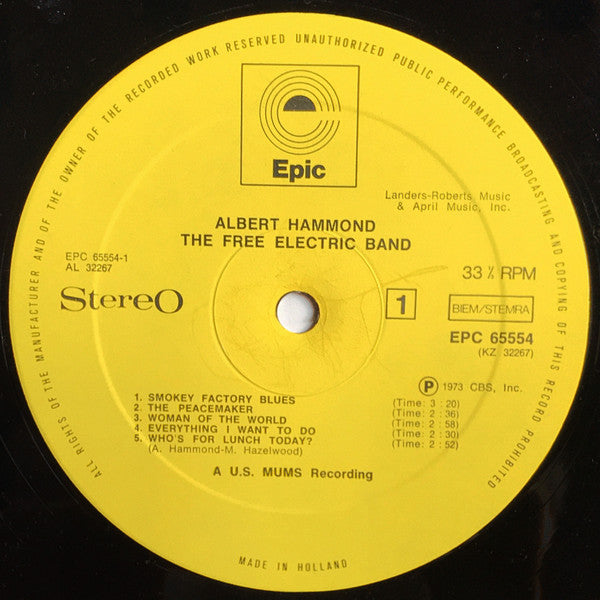 ALL RIGHTS OF THE MANUFACTURER AND OF THE OWNER OF THE RECORDED WORK RESERVED UNAUTHORIZED PUBLIC PERFORMANCE BROADCASTING AND COPYING OF THIS RECORD PROHIBITED
Epic
Landers-Roberts Music
& April Music, Inc.
ALBERT HAMMOND
THE FREE ELECTRIC BAND
EPC 65554-1
AL 32267
Stereo
33 ⅓ RPM
1
BIEM/STEMRA
EPC 65554
(KZ 32267)
P 1973 CBS, Inc.
1. SMOKEY FACTORY BLUES (Time: 3 : 20)
2. THE PEACEMAKER (Time: 2 : 36)
3. WOMAN OF THE WORLD (Time: 2 : 58)
4. EVERYTHING I WANT TO DO (Time: 2 : 30)
5. WHO'S FOR LUNCH TODAY? (Time: 2 : 52)
(A. Hammond-M. Hazelwood)
A U.S. MUMS Recording
MADE IN HOLLAND